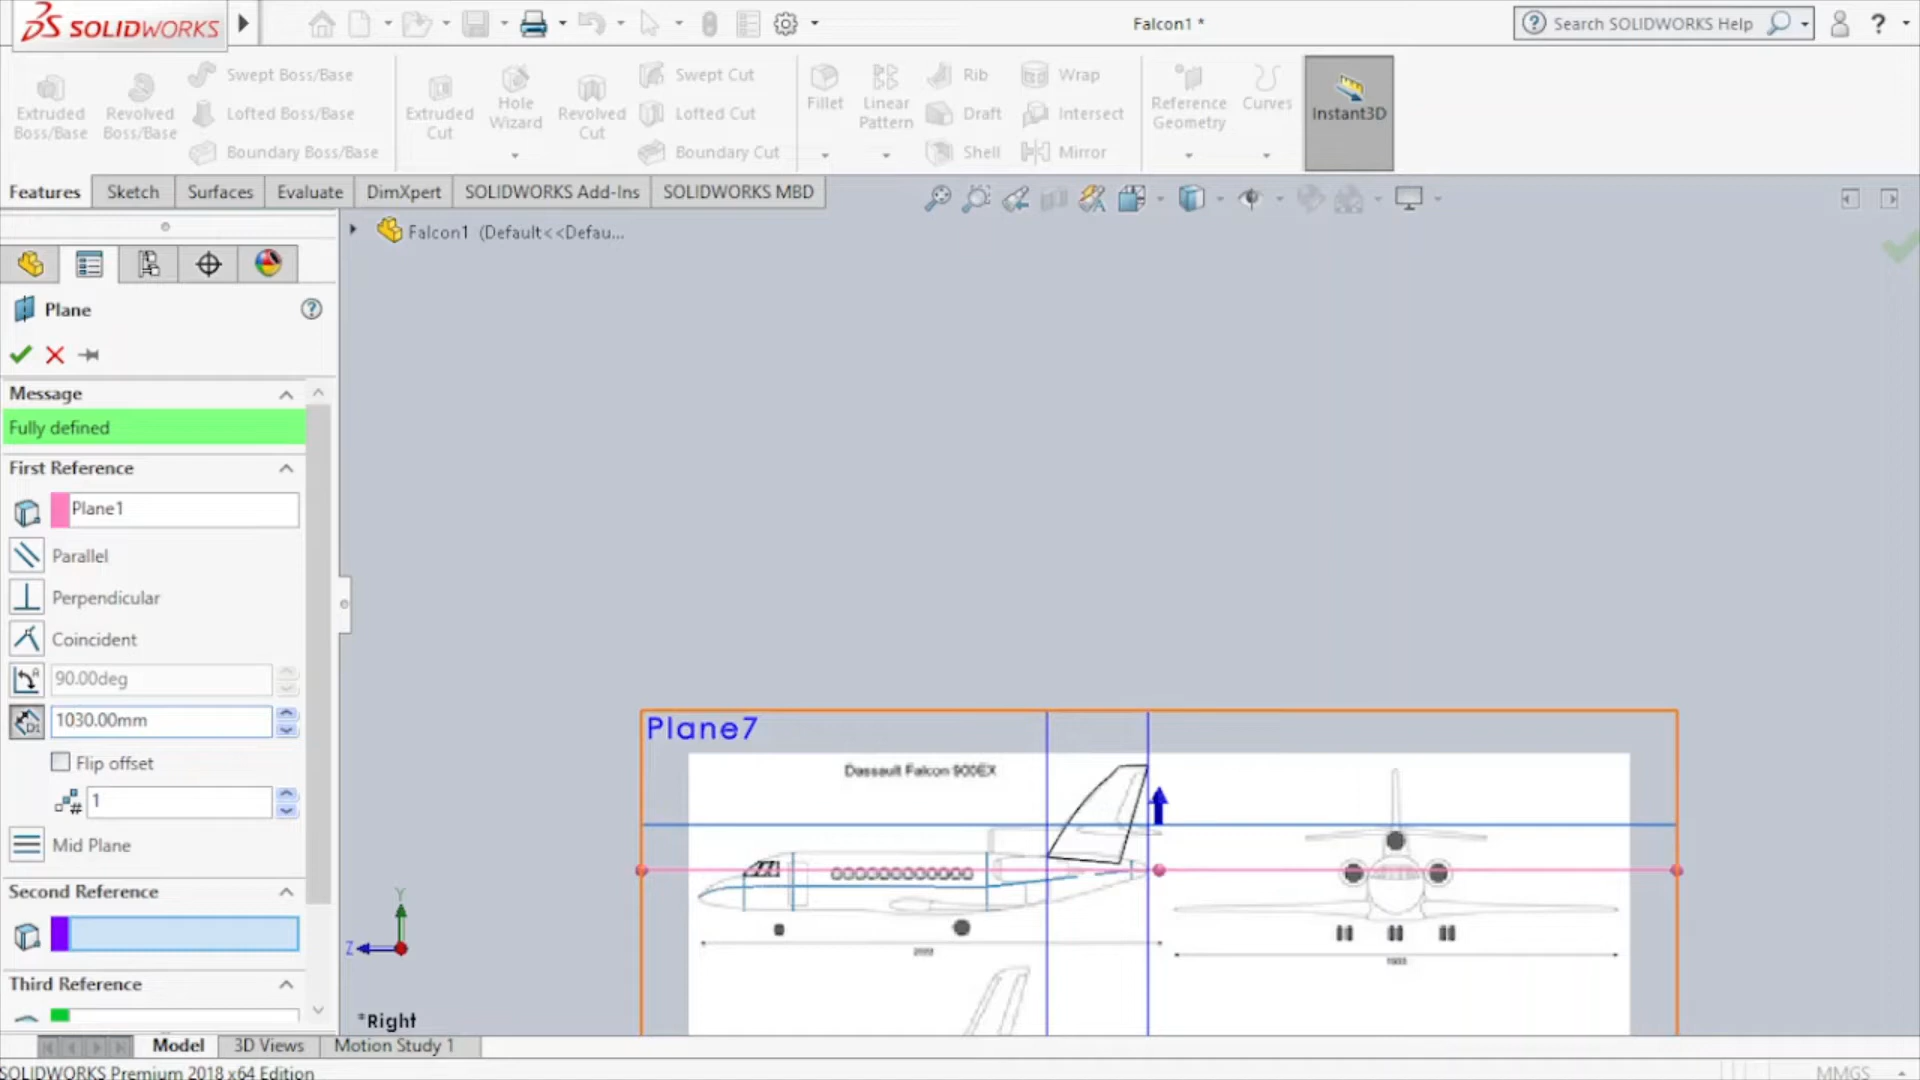 SOLIDWORKS
Falcon1 *
Search SOLIDWORKS Help
?
Extruded Boss/Base
Revolved Boss/Base
Swept Boss/Base
Lofted Boss/Base
Boundary Boss/Base
Extruded Cut
Hole Wizard
Revolved Cut
Swept Cut
Lofted Cut
Boundary Cut
Fillet
Linear Pattern
Rib
Draft
Shell
Wrap
Intersect
Mirror
Reference Geometry
Curves
Instant3D
Features
Sketch
Surfaces
Evaluate
DimXpert
SOLIDWORKS Add-Ins
SOLIDWORKS MBD
Falcon1 (Default<<Defau...
Plane
?
Message
Fully defined
First Reference
Plane1
Parallel
Perpendicular
Coincident
90.00deg
1030.00mm
Flip offset
1
Mid Plane
Second Reference
Third Reference
Plane7
Dassault Falcon 900EX
Y
Z
*Right
Model
3D Views
Motion Study 1
SOLIDWORKS Premium 2018 x64 Edition
MMGS